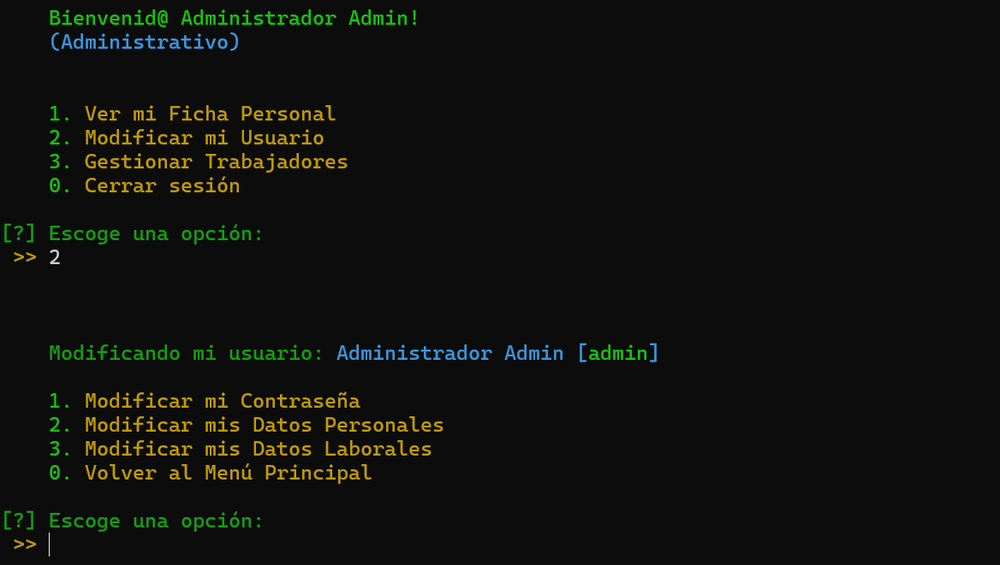 Bienvenid@ Administrador Admin!
(Administrativo)
1. Ver mi Ficha Personal
2. Modificar mi Usuario
3. Gestionar Trabajadores
0. Cerrar sesión
[?] Escoge una opción:
>> 2
Modificando mi usuario: Administrador Admin [admin]
1. Modificar mi Contraseña
2. Modificar mis Datos Personales
3. Modificar mis Datos Laborales
0. Volver al Menú Principal
[?] Escoge una opción:
>>